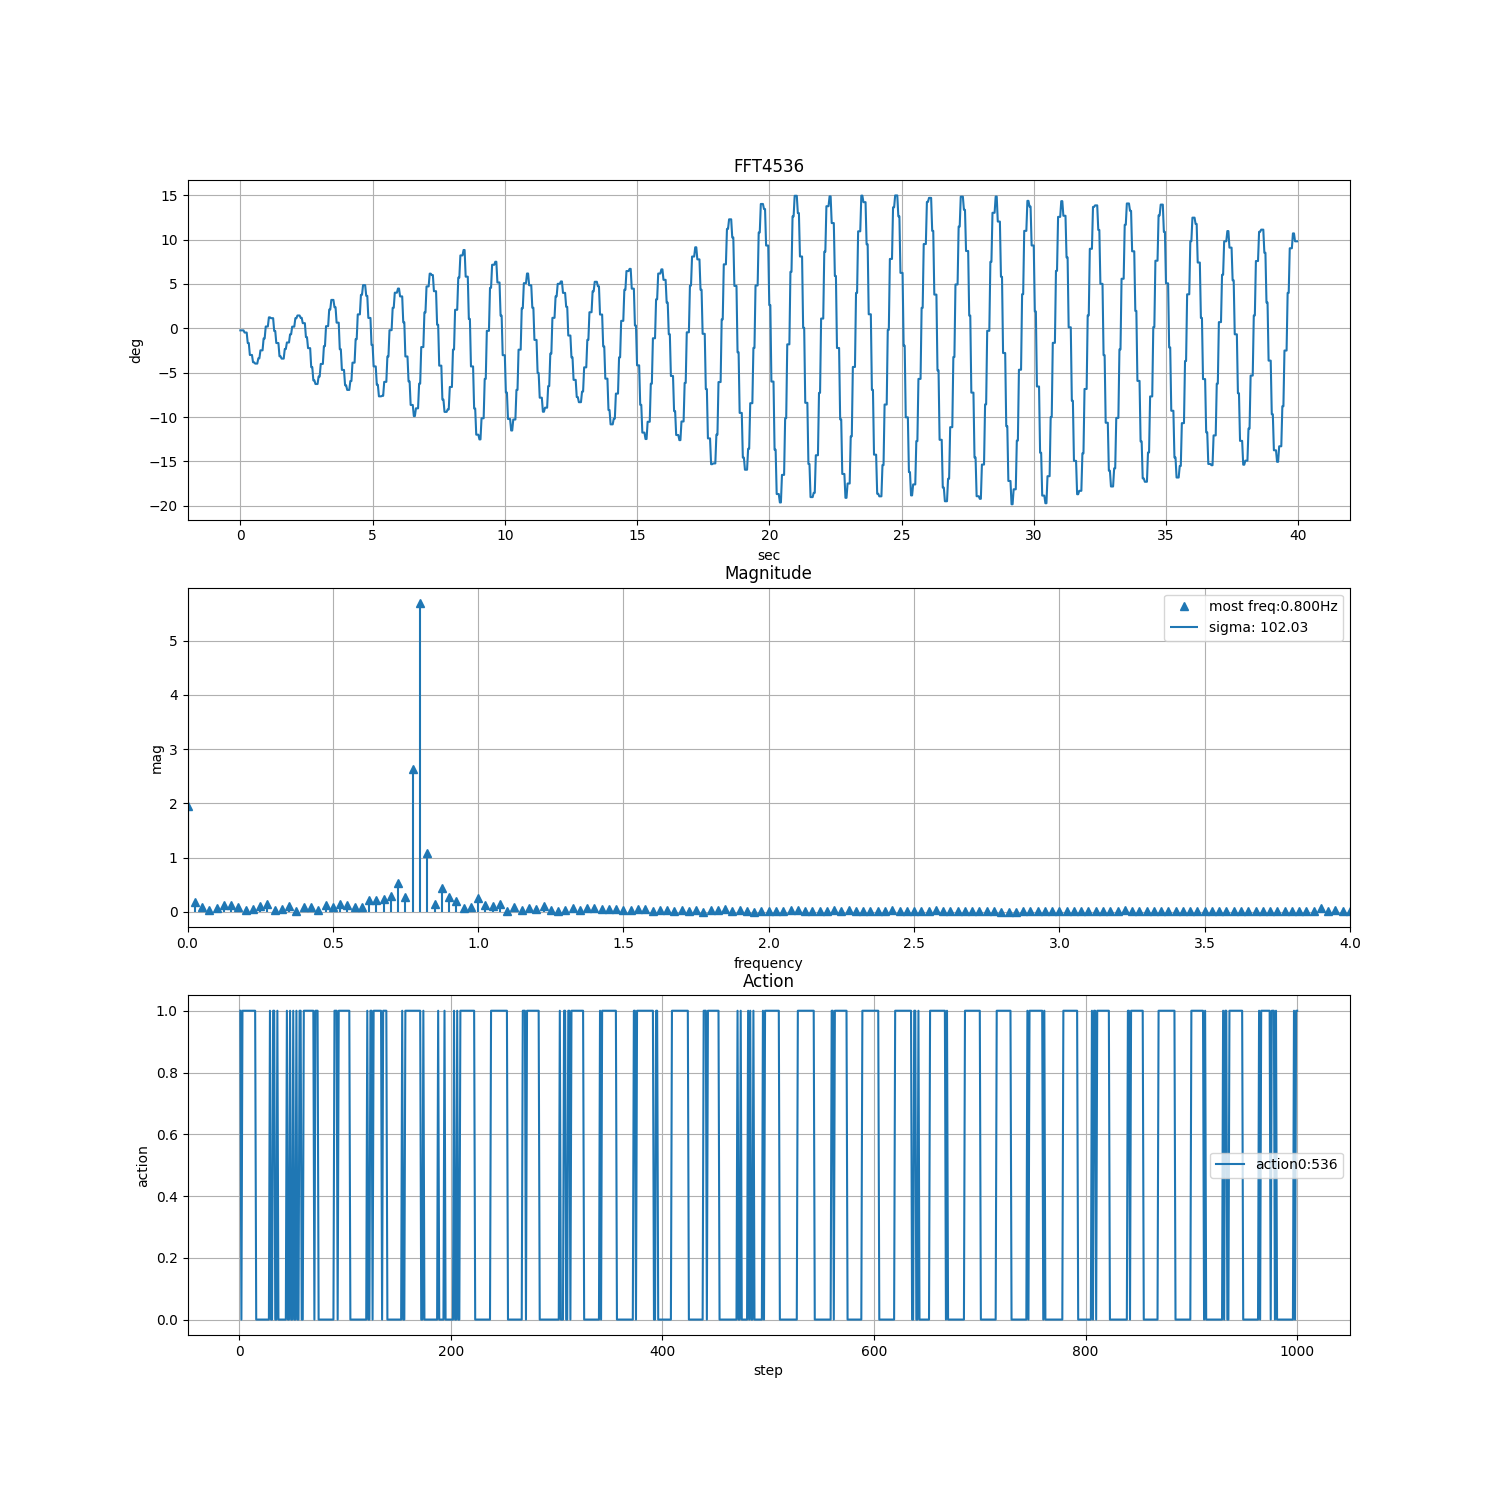 FFT4536
deg
15
10
5
0
−5
−10
−15
−20
0 5 10 15 20 25 30 35 40
sec
Magnitude
most freq:0.800Hz
sigma: 102.03
mag
5
4
3
2
1
0
0.0 0.5 1.0 1.5 2.0 2.5 3.0 3.5 4.0
frequency
Action
action
1.0
0.8
0.6
0.4
0.2
0.0
action0:536
0 200 400 600 800 1000
step